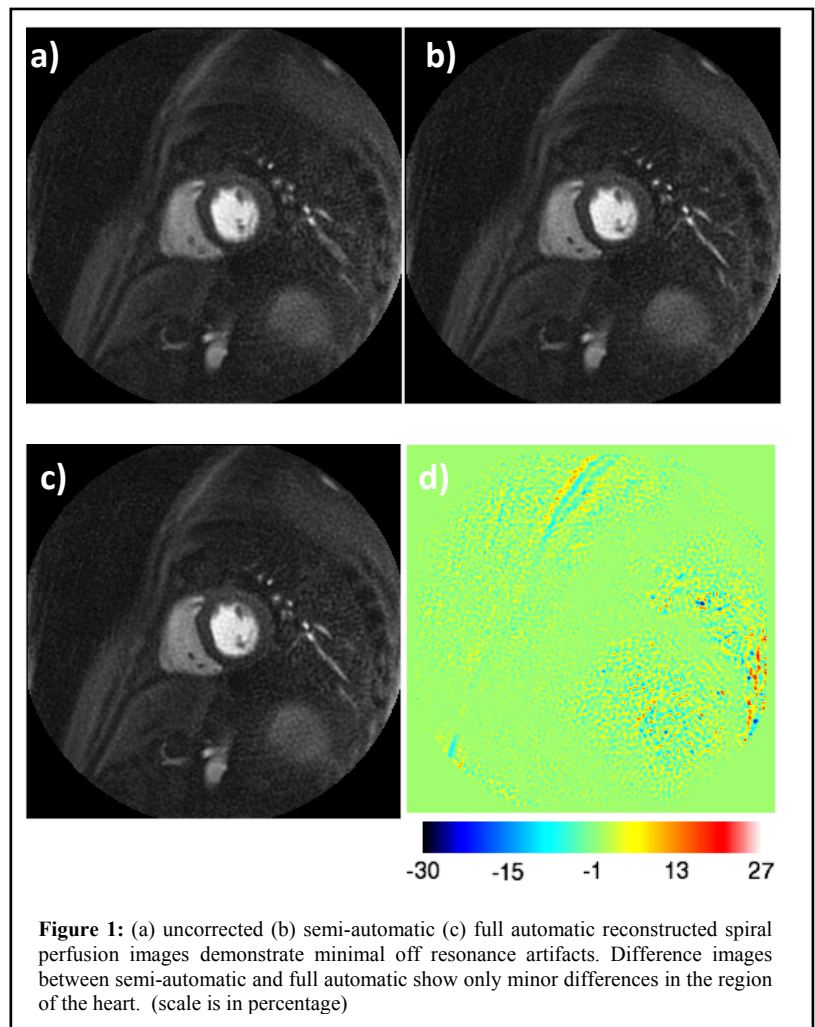 a)
b)
c)
d)
-30 -15 -1 13 27
Figure 1: (a) uncorrected (b) semi-automatic (c) full automatic reconstructed spiral
perfusion images demonstrate minimal off resonance artifacts. Difference images
between semi-automatic and full automatic show only minor differences in the region
of the heart. (scale is in percentage)